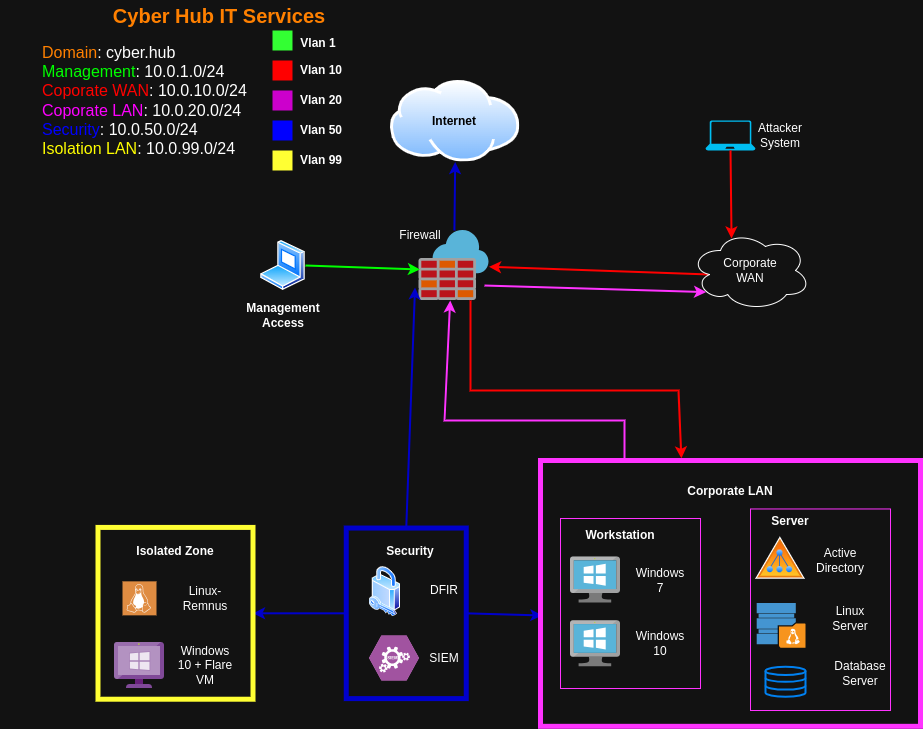 Cyber Hub IT Services
Domain: cyber.hub
Management: 10.0.1.0/24
Coporate WAN: 10.0.10.0/24
Coporate LAN: 10.0.20.0/24
Security: 10.0.50.0/24
Isolation LAN: 10.0.99.0/24
Vlan 1
Vlan 10
Vlan 20
Vlan 50
Vlan 99
Internet
Attacker
System
Firewall
Corporate
WAN
Management
Access
Corporate LAN
Workstation
Windows
7
Windows
10
Server
Active
Directory
Linux
Server
Database
Server
Isolated Zone
Linux-
Remnus
Windows
10 + Flare
VM
Security
DFIR
SIEM